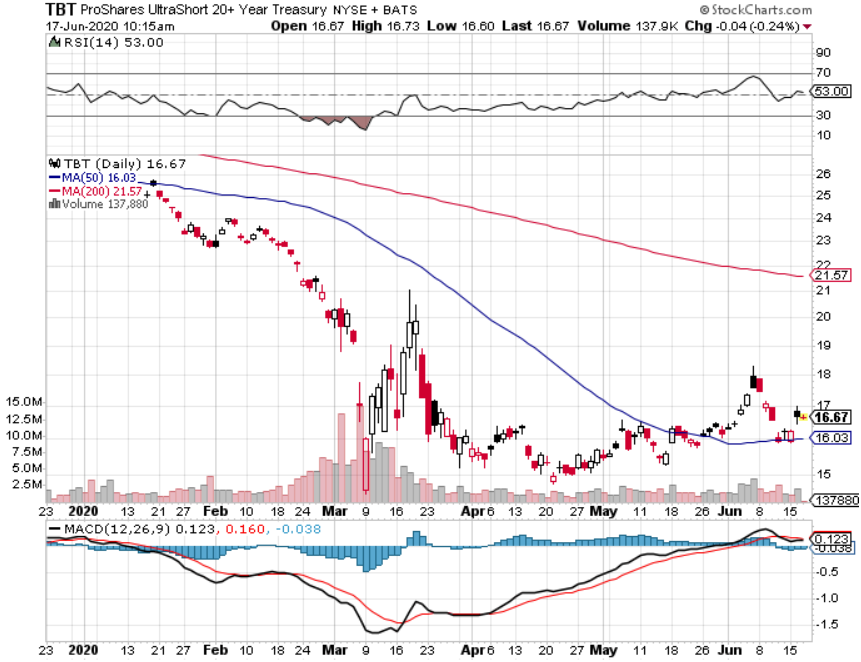 TBT ProShares UltraShort 20+ Year Treasury NYSE + BATS © StockCharts.com
17-Jun-2020 10:15am Open 16.67 High 16.73 Low 16.60 Last 16.67 Volume 137.9K Chg -0.04 (-0.24%)
RSI(14) 53.00
90
70
53.00
30
10
TBT (Daily) 16.67
MA(50) 16.03
MA(200) 21.57
Volume 137,880
26
25
24
23
22
21.57
21
20
19
18
17
16.67
16.03
15
15.0M
12.5M
10.0M
7.5M
5.0M
2.5M
137880
23 2020 13 21 27 Feb 10 18 24 Mar 9 16 23 Apr 6 13 20 27 May 11 18 26 Jun 8 15
MACD(12,26,9) 0.123, 0.160, -0.038
0.123
-0.038
-0.5
-1.0
-1.5
23 2020 13 21 27 Feb 10 18 24 Mar 9 16 23 Apr 6 13 20 27 May 11 18 26 Jun 8 15